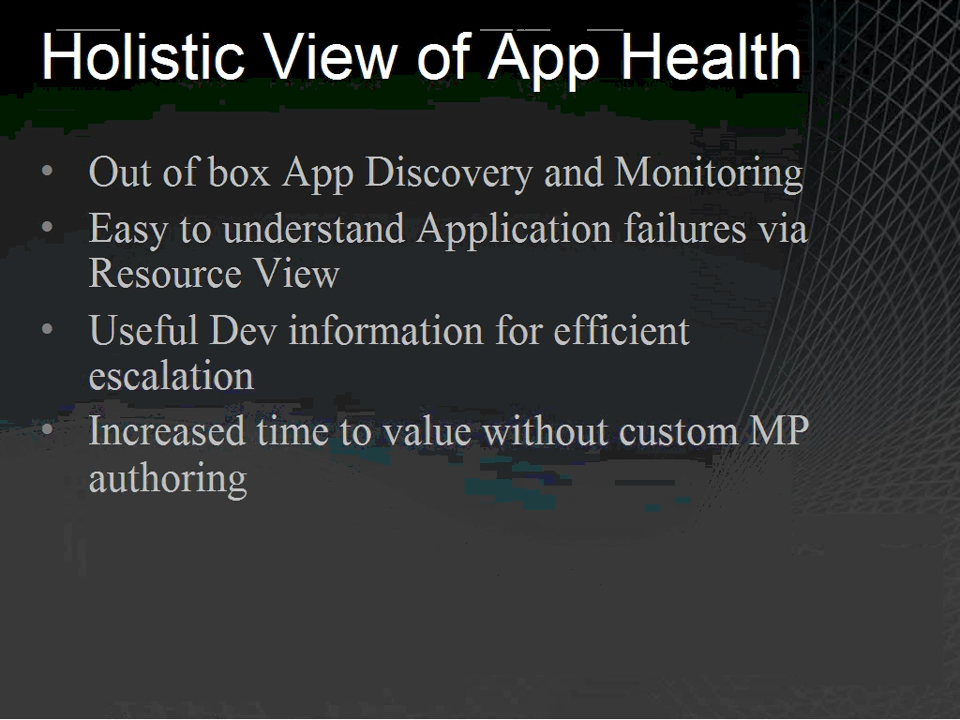 Holistic View of App Health
• Out of box App Discovery and Monitoring
• Easy to understand Application failures via
Resource View
• Useful Dev information for efficient
escalation
• Increased time to value without custom MP
authoring